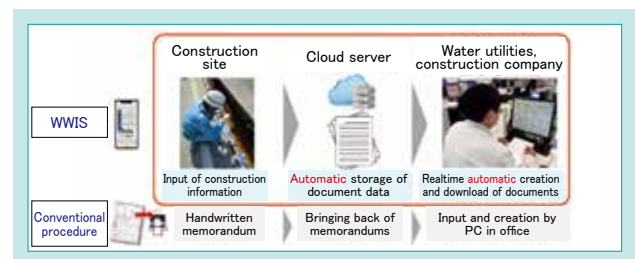 Construction
site
Cloud server
Water utilities,
construction company
WWIS
Input of construction
information
Automatic storage of
document data
Realtime automatic creation
and download of documents
Conventional
procedure
Handwritten
memorandum
Bringing back of
memorandums
Input and creation by
PC in office